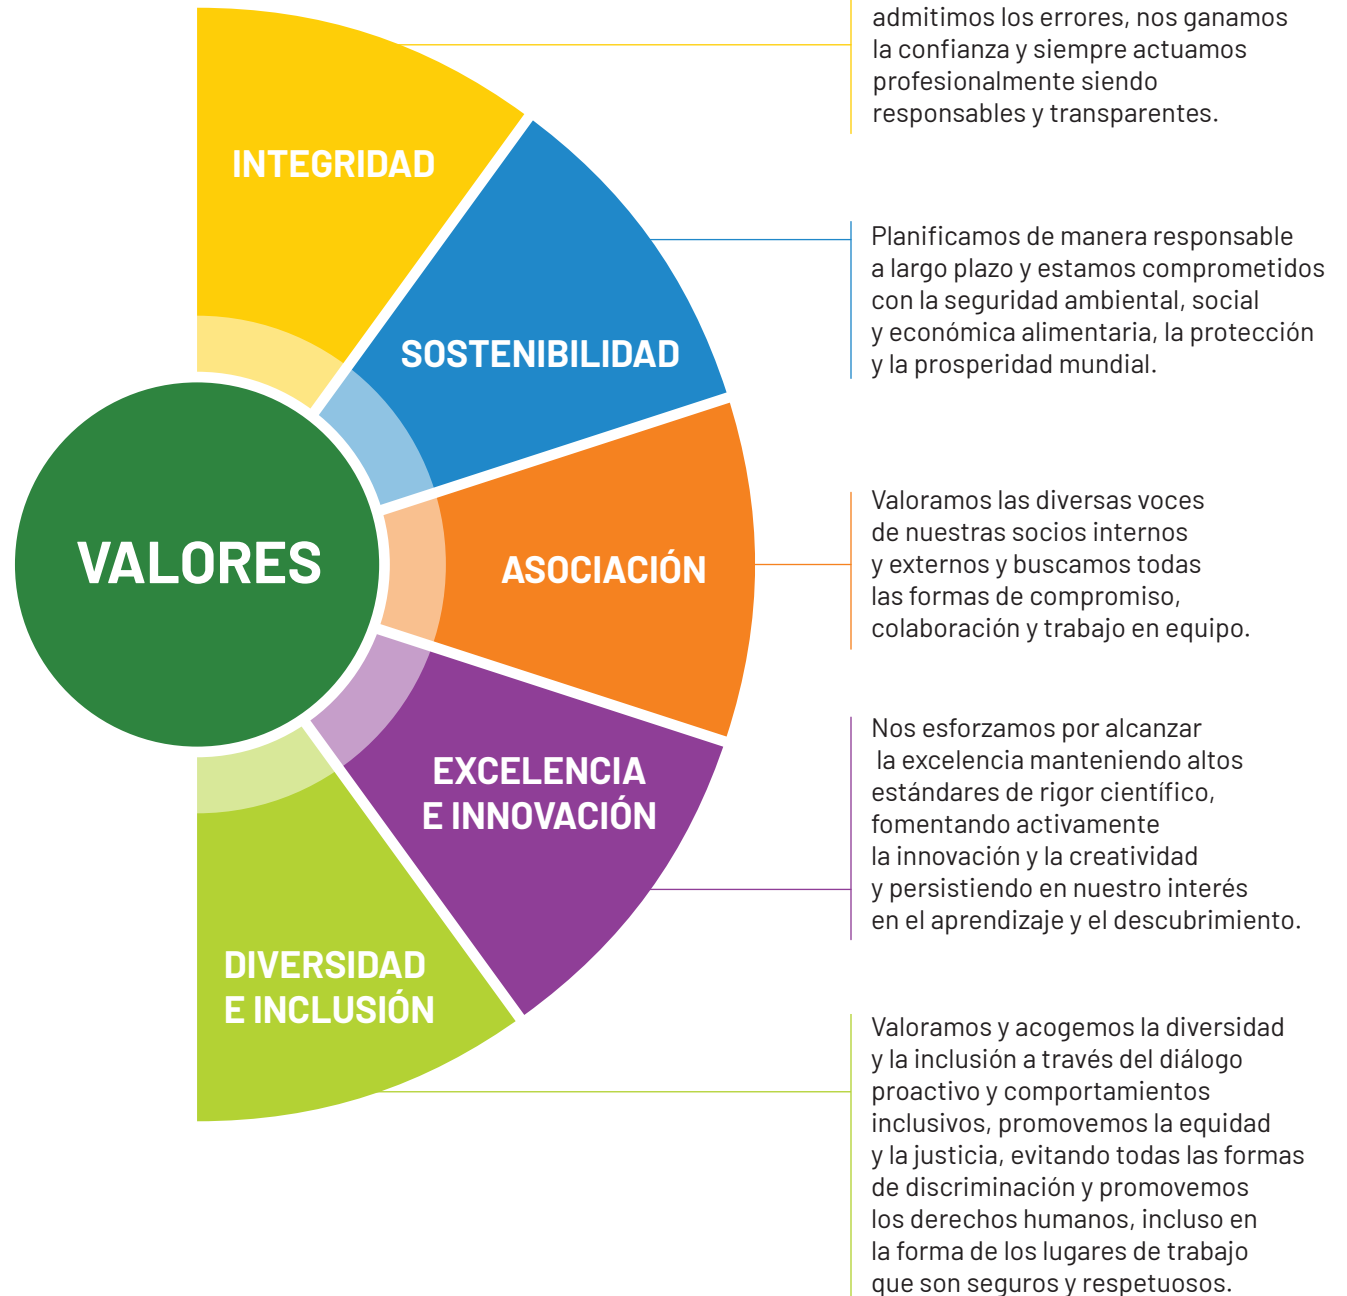 admitimos los errores, nos ganamos
la confianza y siempre actuamos
profesionalmente siendo
responsables y transparentes.
INTEGRIDAD
Planificamos de manera responsable
a largo plazo y estamos comprometidos
con la seguridad ambiental, social
y económica alimentaria, la protección
y la prosperidad mundial.
SOSTENIBILIDAD
Valoramos las diversas voces
de nuestras socios internos
y externos y buscamos todas
las formas de compromiso,
colaboración y trabajo en equipo.
VALORES
ASOCIACIÓN
Nos esforzamos por alcanzar
la excelencia manteniendo altos
estándares de rigor científico,
fomentando activamente
la innovación y la creatividad
y persistiendo en nuestro interés
en el aprendizaje y el descubrimiento.
EXCELENCIA
E INNOVACIÓN
DIVERSIDAD
E INCLUSIÓN
Valoramos y acogemos la diversidad
y la inclusión a través del diálogo
proactivo y comportamientos
inclusivos, promovemos la equidad
y la justicia, evitando todas las formas
de discriminación y promovemos
los derechos humanos, incluso en
la forma de los lugares de trabajo
que son seguros y respetuosos.